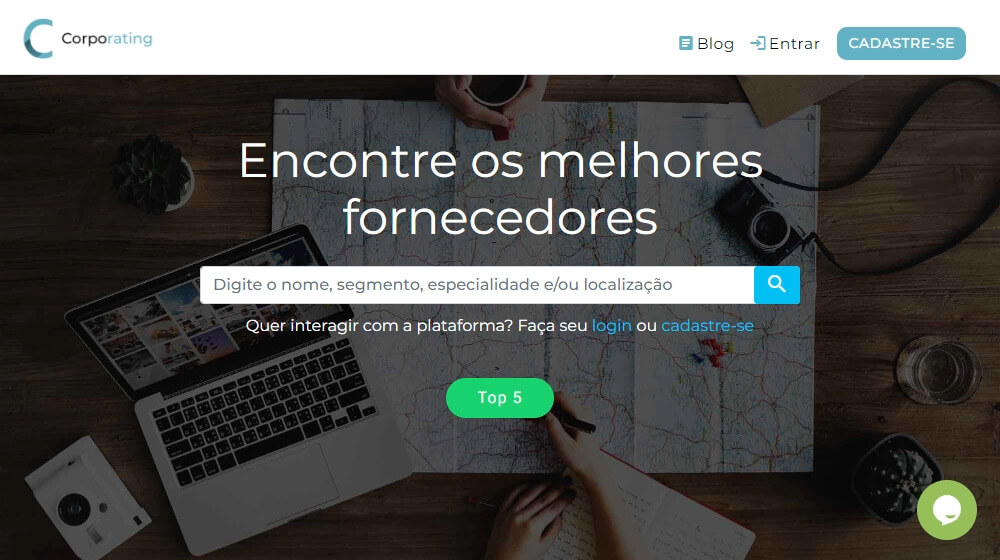 Corporating
Blog
Entrar
CADASTRE-SE
Encontre os melhores
fornecedores
Digite o nome, segmento, especialidade e/ou localização
Quer interagir com a plataforma? Faça seu login ou cadastre-se
Top 5